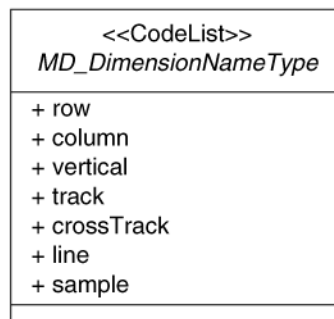 <<CodeList>>
MD_DimensionNameType
+ row
+ column
+ vertical
+ track
+ crossTrack
+ line
+ sample